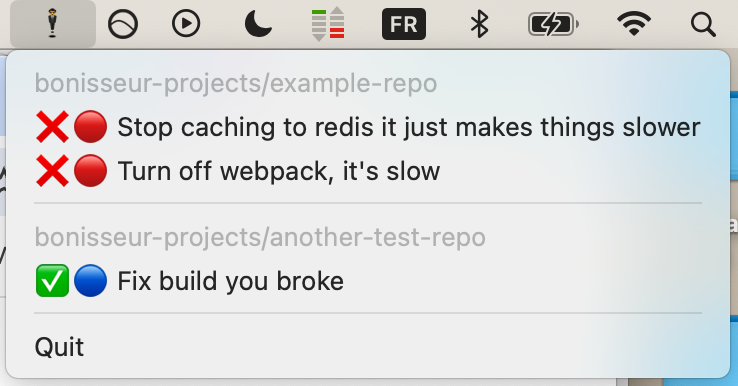 FR
bonisseur-projects/example-repo
❌🔴 Stop caching to redis it just makes things slower
❌🔴 Turn off webpack, it's slow
bonisseur-projects/another-test-repo
✅🔵 Fix build you broke
Quit